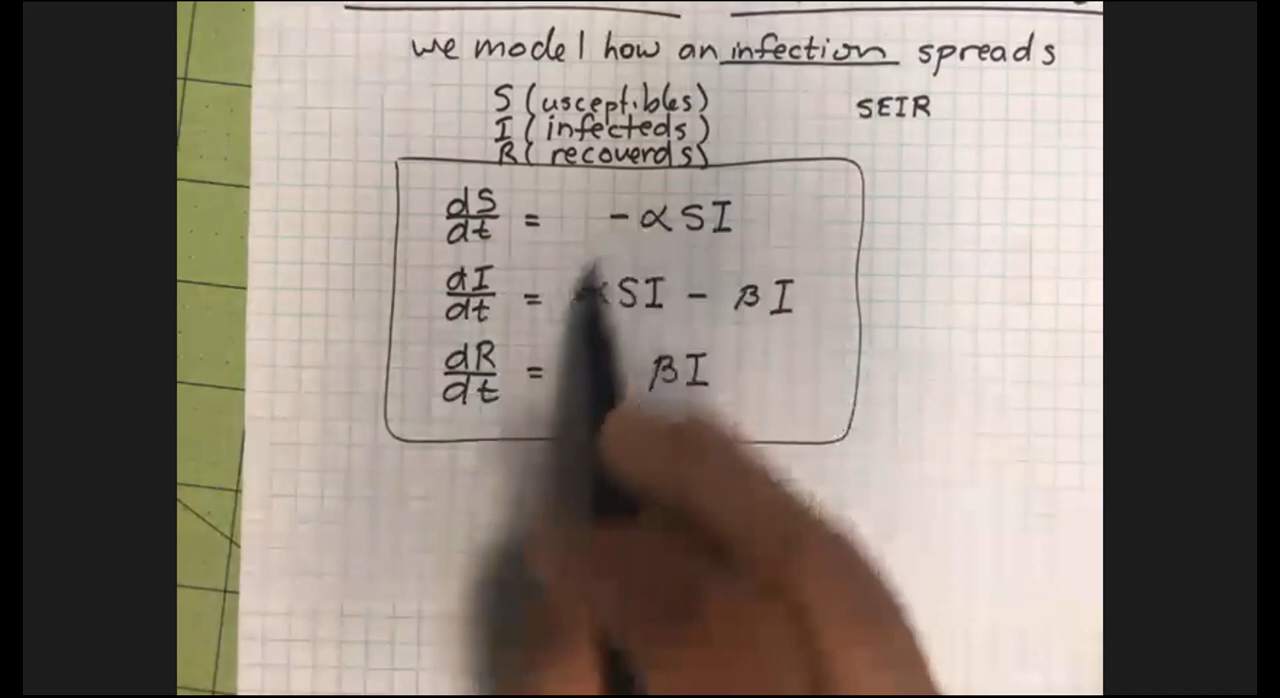 we model how an infection spreads
S (usceptibles)
SEIR
I ( infecteds )
R( recoverds)
dS/dt = -αSI
dI/dt = SI - βI
dR/dt = βI